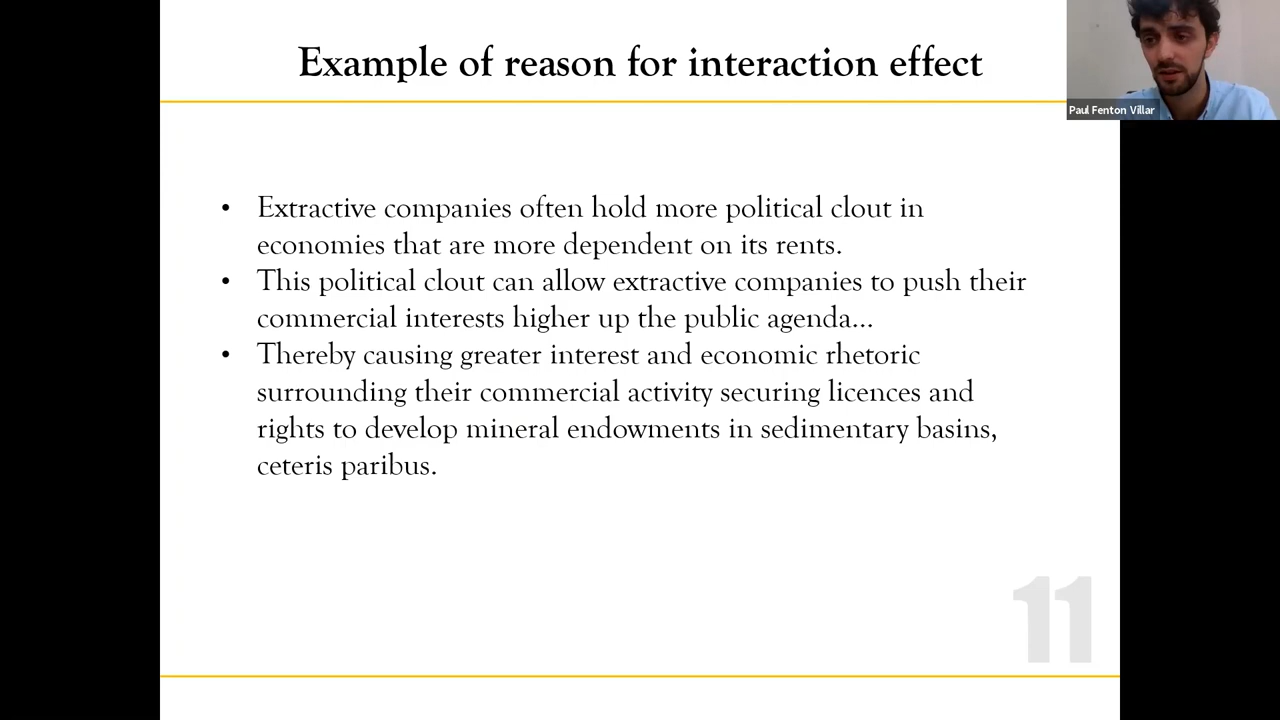 Example of reason for interaction effect
Paul Fenton Villar
• Extractive companies often hold more political clout in
economies that are more dependent on its rents.
• This political clout can allow extractive companies to push their
commercial interests higher up the public agenda...
• Thereby causing greater interest and economic rhetoric
surrounding their commercial activity securing licences and
rights to develop mineral endowments in sedimentary basins,
ceteris paribus.
11